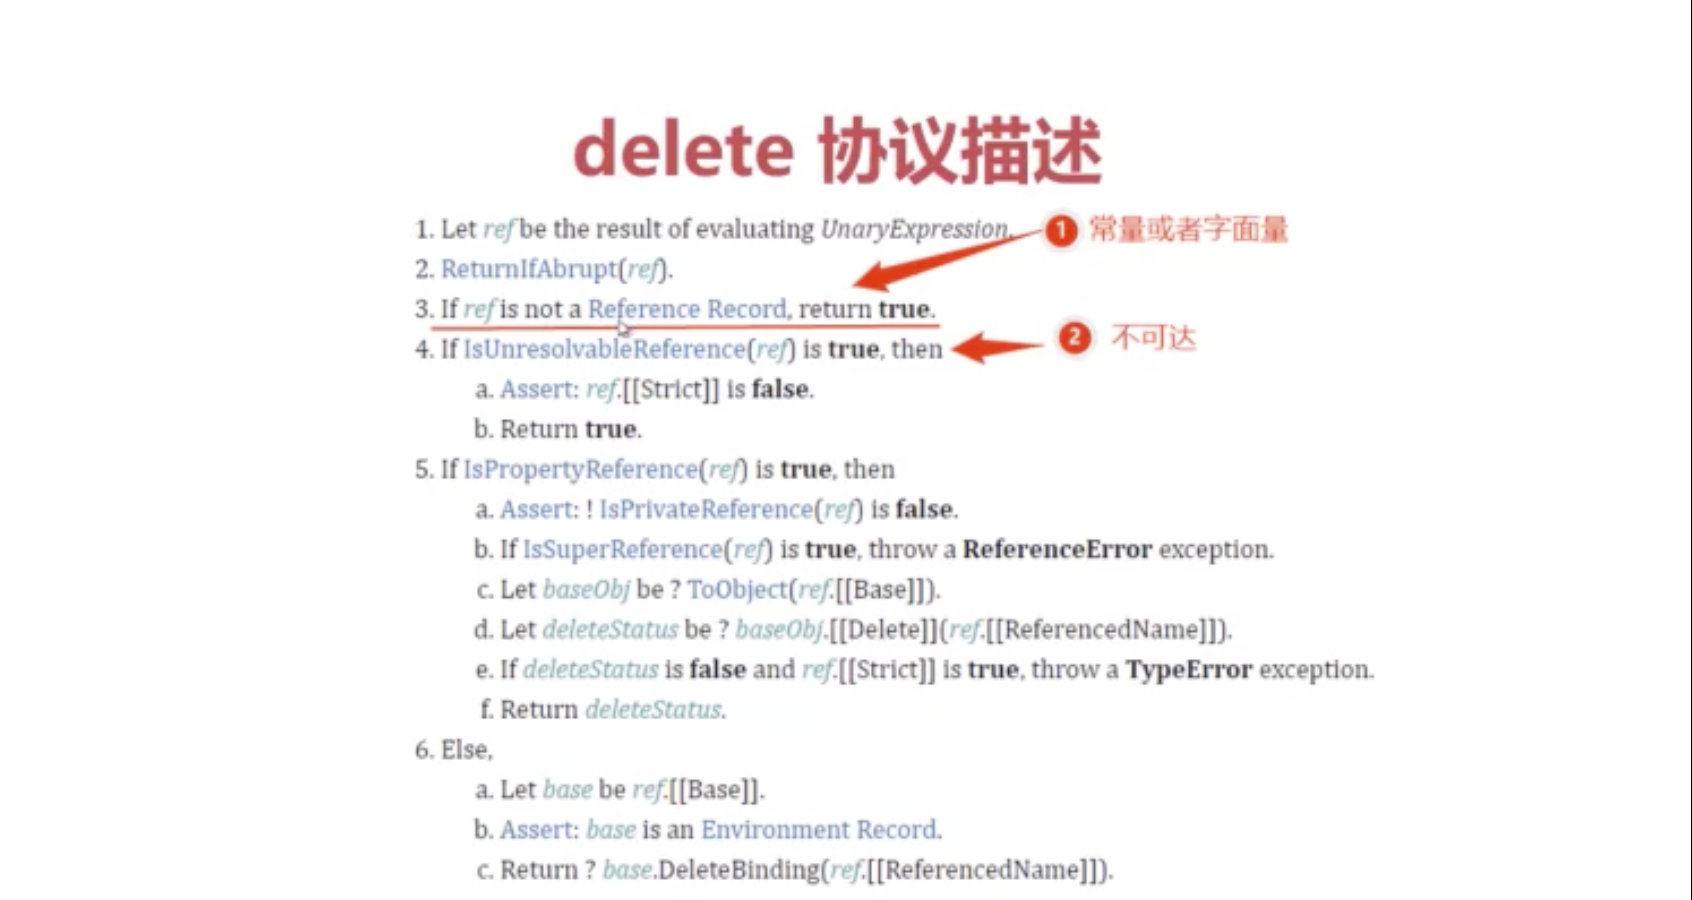 delete 协议描述
1. Let ref be the result of evaluating UnaryExpression.
1 常量或者字面量
2. ReturnIfAbrupt(ref).
3. If ref is not a Reference Record, return true.
2 不可达
4. If IsUnresolvableReference(ref) is true, then
a. Assert: ref.[[Strict]] is false.
b. Return true.
5. If IsPropertyReference(ref) is true, then
a. Assert: ! IsPrivateReference(ref) is false.
b. If IsSuperReference(ref) is true, throw a ReferenceError exception.
c. Let baseObj be ? ToObject(ref.[[Base]]).
d. Let deleteStatus be ? baseObj.[[Delete]](ref.[[ReferencedName]]).
e. If deleteStatus is false and ref.[[Strict]] is true, throw a TypeError exception.
f. Return deleteStatus.
6. Else,
a. Let base be ref.[[Base]].
b. Assert: base is an Environment Record.
c. Return ? base.DeleteBinding(ref.[[ReferencedName]]).